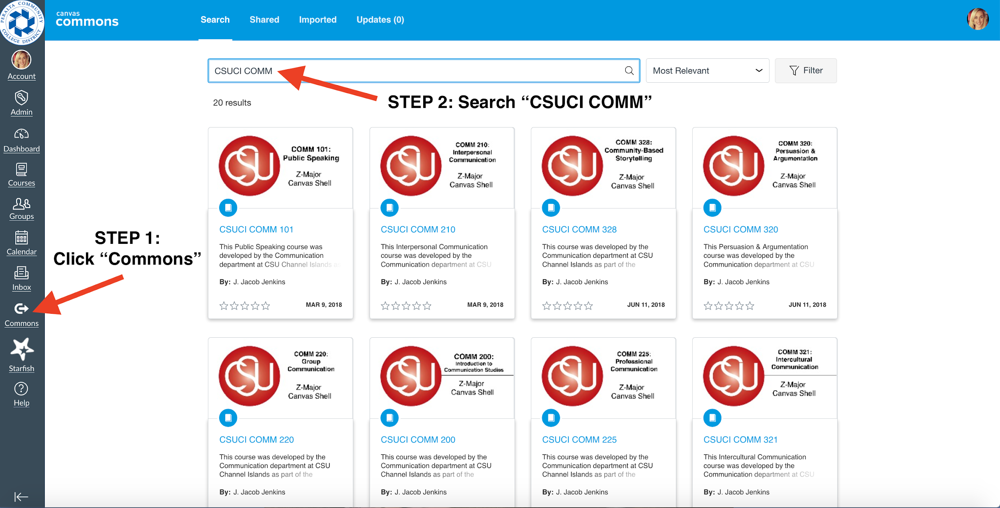 PERALTA COMMUNITY
COLLEGE DISTRICT
canvas
commons
Search
Shared
Imported
Updates (0)
Account
Admin
Dashboard
Courses
Groups
Calendar
Inbox
Commons
Starfish
Help
CSUCI COMM
Most Relevant
Filter
20 results
STEP 2: Search “CSUCI COMM”
STEP 1:
Click “Commons”
CSU
COMM 101:
Public Speaking
Z-Major
Canvas Shell
CSUCI COMM 101
This Public Speaking course was
developed by the Communication
department at CSU Channel Islands as
By: J. Jacob Jenkins
MAR 9, 2018
CSU
COMM 210:
Interpersonal
Communication
Z-Major
Canvas Shell
CSUCI COMM 210
This Interpersonal Communication
course was developed by the
Communication department at CSU
By: J. Jacob Jenkins
MAR 9, 2018
CSU
COMM 328:
Community-Based
Storytelling
Z-Major
Canvas Shell
CSUCI COMM 328
This course was developed by the
Communication department at CSU
Channel Islands as part of the
By: J. Jacob Jenkins
JUN 11, 2018
CSU
COMM 320:
Persuasion &
Argumentation
Z-Major
Canvas Shell
CSUCI COMM 320
This Persuasion & Argumentation
course was developed by the
Communication department at CSU
By: J. Jacob Jenkins
JUN 11, 2018
CSU
COMM 220:
Group
Communication
Z-Major
Canvas Shell
CSUCI COMM 220
This course was developed by the
Communication department at CSU
Channel Islands as part of the
By: J. Jacob Jenkins
CSU
COMM 200:
Introduction to
Communication Studies
Z-Major
Canvas Shell
CSUCI COMM 200
This course was developed by the
Communication department at CSU
Channel Islands as part of the
By: J. Jacob Jenkins
CSU
COMM 225:
Professional
Communication
Z-Major
Canvas Shell
CSUCI COMM 225
This course was developed by the
Communication department at CSU
Channel Islands as part of the
By: J. Jacob Jenkins
CSU
COMM 321:
Intercultural
Communication
Z-Major
Canvas Shell
CSUCI COMM 321
This Intercultural Communication
course was developed by the
Communication department at CSU
By: J. Jacob Jenkins